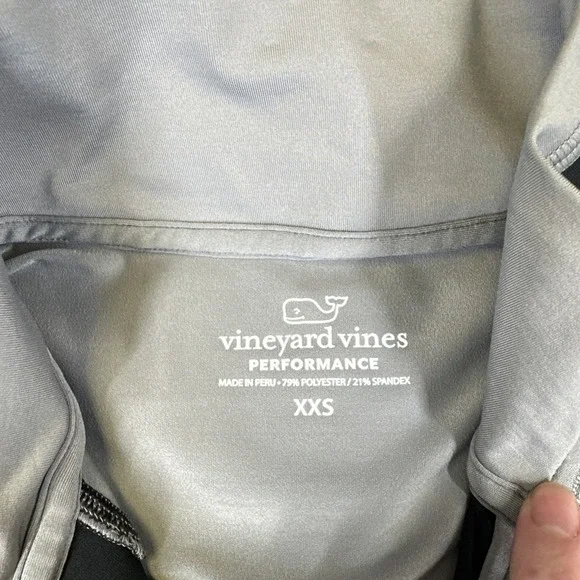 vineyard vines
PERFORMANCE
MADE IN PERU • 79% POLYESTER / 21% SPANDEX
XXS